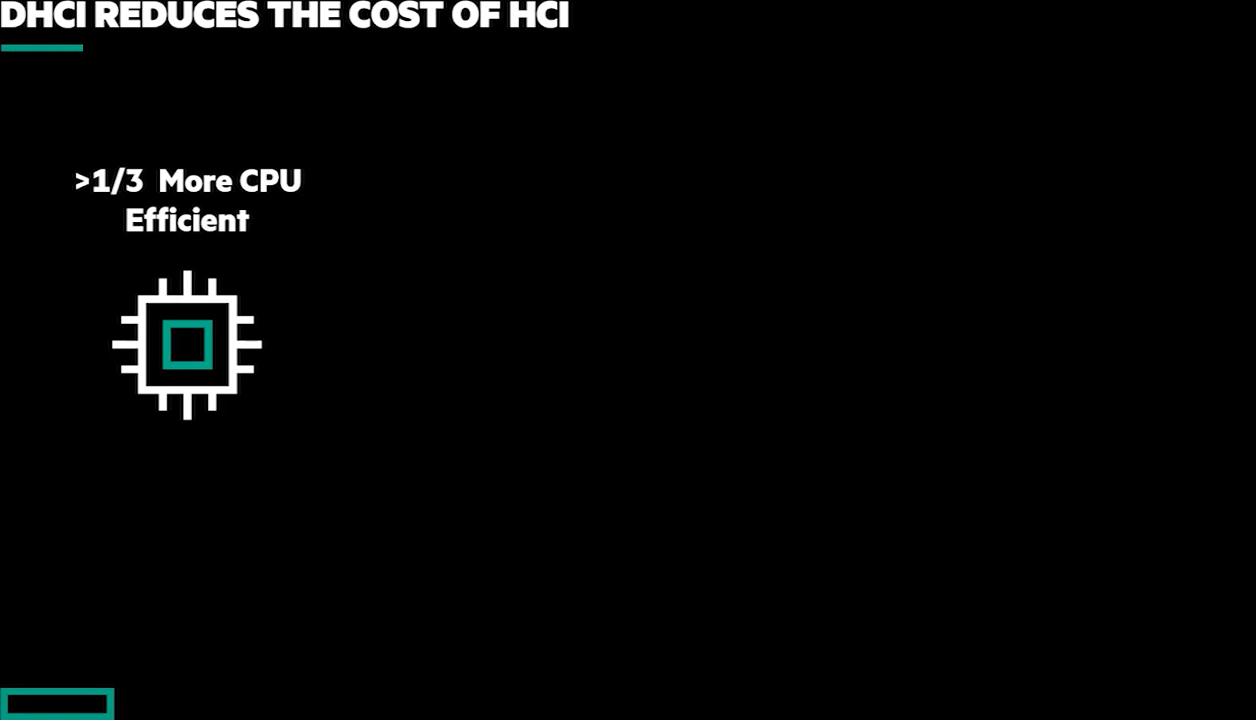 DHCI REDUCES THE COST OF HCI
>1/3 More CPU
Efficient